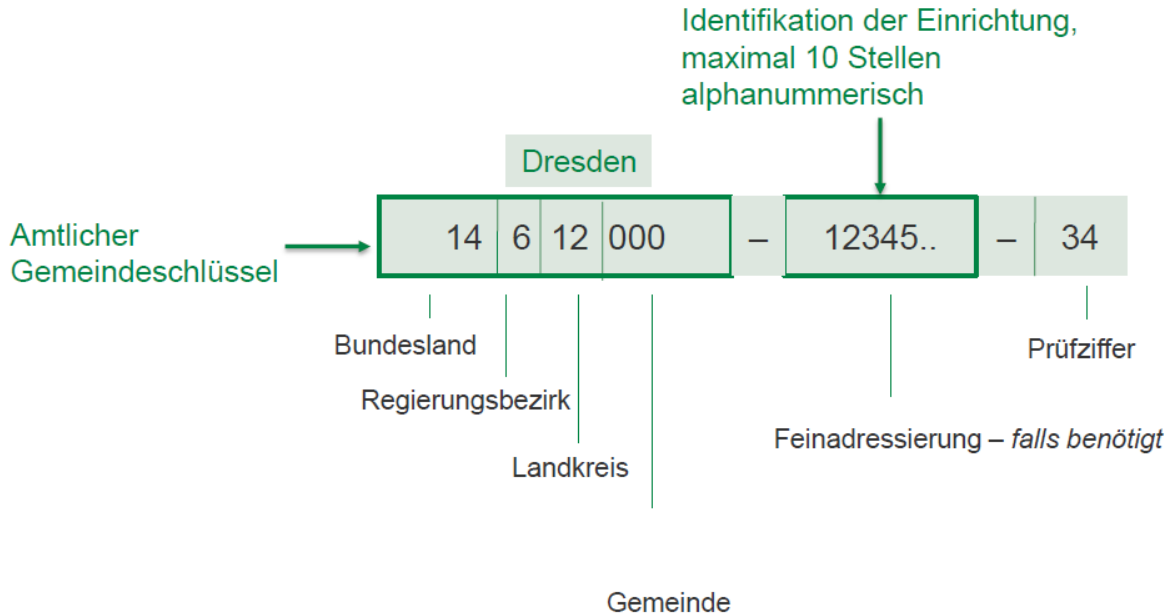 Identifikation der Einrichtung,
maximal 10 Stellen
alphanummerisch
Dresden
Amtlicher
Gemeindeschlüssel
14 6 12 000 – 12345.. – 34
Bundesland
Prüfziffer
Regierungsbezirk
Feinadressierung – falls benötigt
Landkreis
Gemeinde